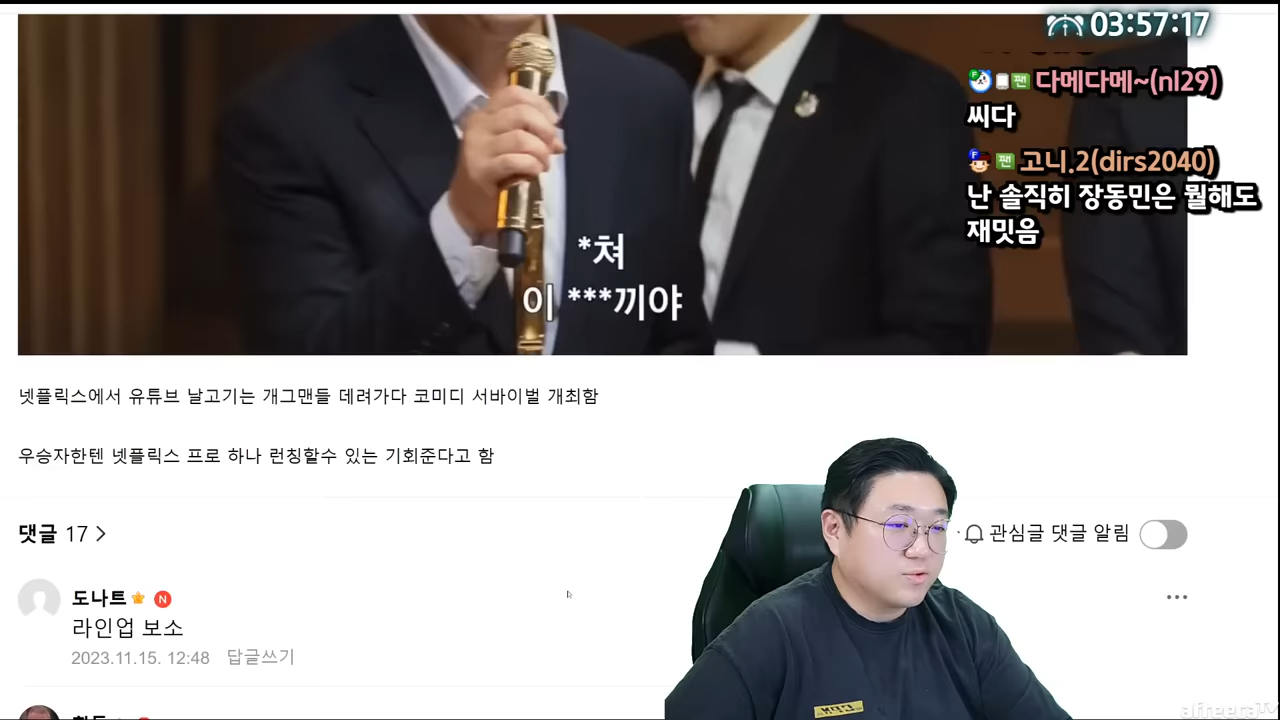 03:57:17
팬 다메다메~(nl29)
씨다
팬 고니.2(dirs2040)
난 솔직히 장동민은 뭘해도
재밋음
*쳐
이 ***끼야
넷플릭스에서 유튜브 날고기는 개그맨들 데려가다 코미디 서바이벌 개최함
우승자한텐 넷플릭스 프로 하나 런칭할수 있는 기회준다고 함
댓글 17 >
관심글 댓글 알림
도나트 N
라인업 보소
2023.11.15. 12:48 답글쓰기
afreecaTV